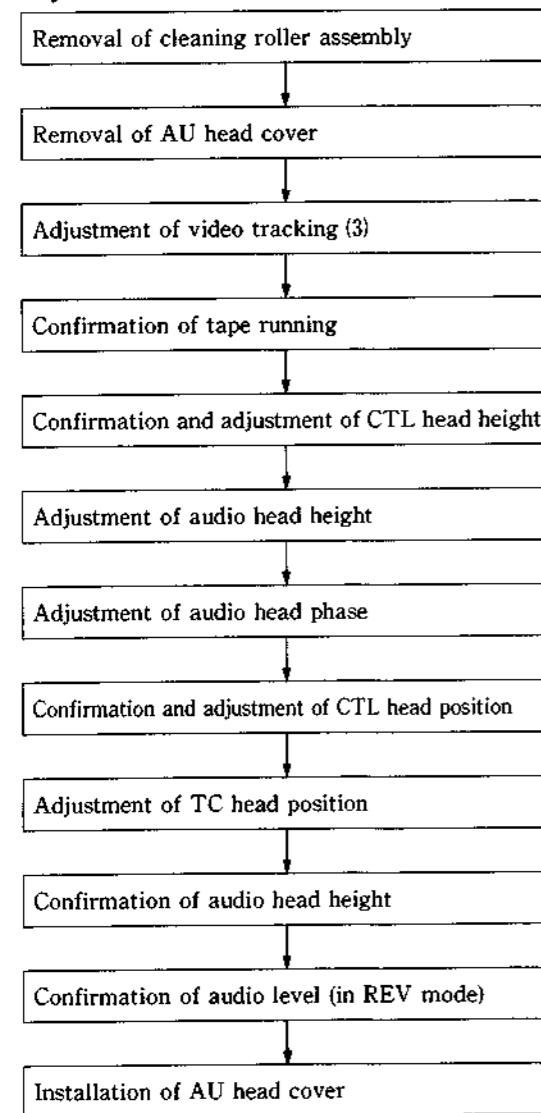 Removal of cleaning roller assembly
Removal of AU head cover
Adjustment of video tracking (3)
Confirmation of tape running
Confirmation and adjustment of CTL head height
Adjustment of audio head height
Adjustment of audio head phase
Confirmation and adjustment of CTL head position
Adjustment of TC head position
Confirmation of audio head height
Confirmation of audio level (in REV mode)
Installation of AU head cover